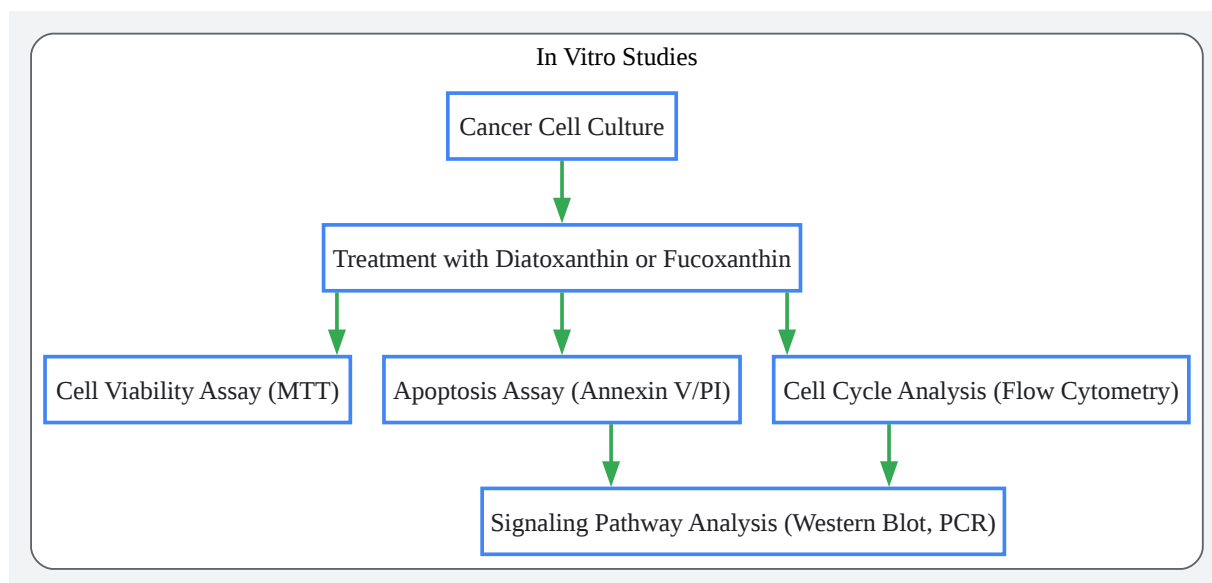 In Vitro Studies
Cancer Cell Culture
Treatment with Diatoxanthin or Fucoxanthin
Cell Viability Assay (MTT)
Apoptosis Assay (Annexin V/PI)
Cell Cycle Analysis (Flow Cytometry)
Signaling Pathway Analysis (Western Blot, PCR)